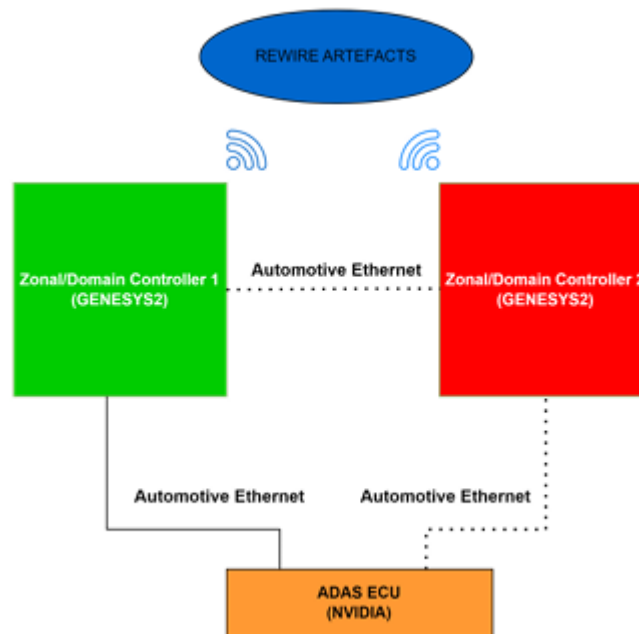 REWIRE ARTEFACTS
Zonal/Domain Controller 1
(GENESYS2)
Automotive Ethernet
Zonal/Domain Controller 2
(GENESYS2)
Automotive Ethernet
Automotive Ethernet
ADAS ECU
(NVIDIA)